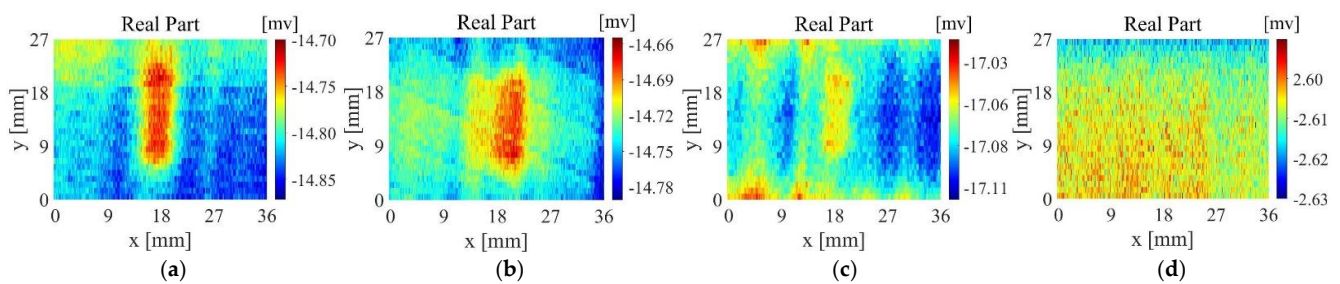 Real Part [mv] Real Part [mv] Real Part [mv] Real Part [mv]
27 -14.70 27 -14.66 27 -17.03 27 2.60
18 -14.75 18 -14.69 18 -17.06 18 -2.61
9 -14.80 9 -14.72 9 -17.08 9 -2.62
0 -14.85 0 -14.75 0 -17.11 0 -2.63
-14.78
y [mm] y [mm] y [mm] y [mm]
0 9 18 27 36 0 9 18 27 36 0 9 18 27 36 0 9 18 27 36
x [mm] x [mm] x [mm] x [mm]
(a) (b) (c) (d)